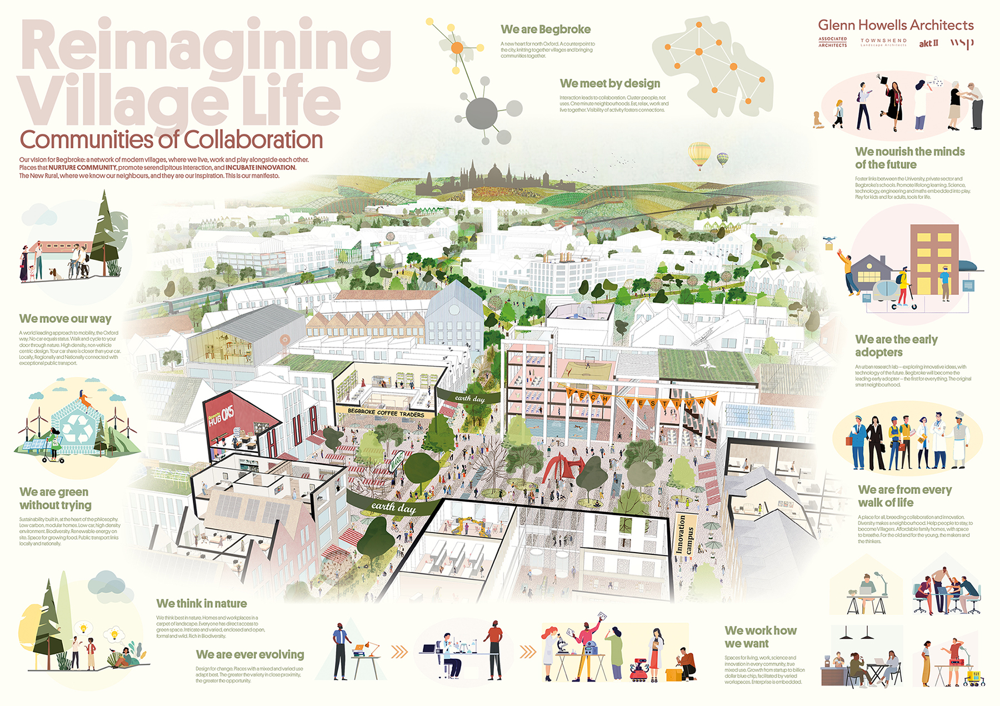 Reimagining
Village Life
Communities of Collaboration
Our vision for Begbroke: a network of modern villages, where we live, work and play alongside each other.
Places that NURTURE COMMUNITY, promote serendipitous interaction, and INCUBATE INNOVATION.
The New Rural, where we know our neighbours, and they are our inspiration. This is our manifesto.
We are Begbroke
A new heart for north Oxford. A counterpoint to
the city, knitting together villages and bringing
communities together.
We meet by design
Interaction leads to collaboration. Cluster people, not
uses. One minute neighbourhoods. Eat, relax, work and
live together. Visibility of activity fosters connections.
Glenn Howells Architects
ASSOCIATED
ARCHITECTS
TOWNSHEND
Landscape Architects
akt II
wsp
We nourish the minds
of the future
Foster links between the University, private sector and
Begbroke's schools. Promote lifelong learning. Science,
technology, engineering and maths embedded into play.
Play for kids and for adults, tools for life.
We move our way
A world leading approach to mobility, the Oxford
way. No car equals status. Walk and cycle to your
door through nature. High density, non-vehicle
centric design. Your car share is closer than your car.
Locally, Regionally and Nationally connected with
exceptional public transport.
We are the early
adopters
An urban research lab – exploring innovative ideas, with
technology of the future. Begbroke will become the
leading early adopter – the first for everything. The original
smart neighbourhood.
earth day
TECH FESTIVAL
BEGBROKE COFFEE TRADERS
HUB OX5
HUB
MARKET
earth day
Innovation
campus
We are green
without trying
Sustainability built in, at the heart of the philosophy.
Low carbon, modular homes. Low car, high density
environment. Biodiversity. Renewable energy on
site. Space for growing food. Public transport links
locally and nationally.
We are from every
walk of life
A place for all, breeding collaboration and innovation.
Diversity makes a neighbourhood. Help people to stay, to
become Villagers. Affordable family homes, with space
to breathe. For the old and for the young, the makers and
the thinkers.
We think in nature
We think best in nature. Homes and workplaces in a
carpet of landscape. Everyone has direct access to
green space. Intricate and varied, enclosed and open,
formal and wild. Rich in Biodiversity.
We are ever evolving
Design for change. Places with a mixed and varied use
adapt best. The greater the variety in close proximity,
the greater the opportunity.
We work how
we want
Spaces for living, work, science and
innovation in every community, true
mixed use. Growth from startup to billion
dollar blue chip, facilitated by varied
workspaces. Enterprise is embedded.